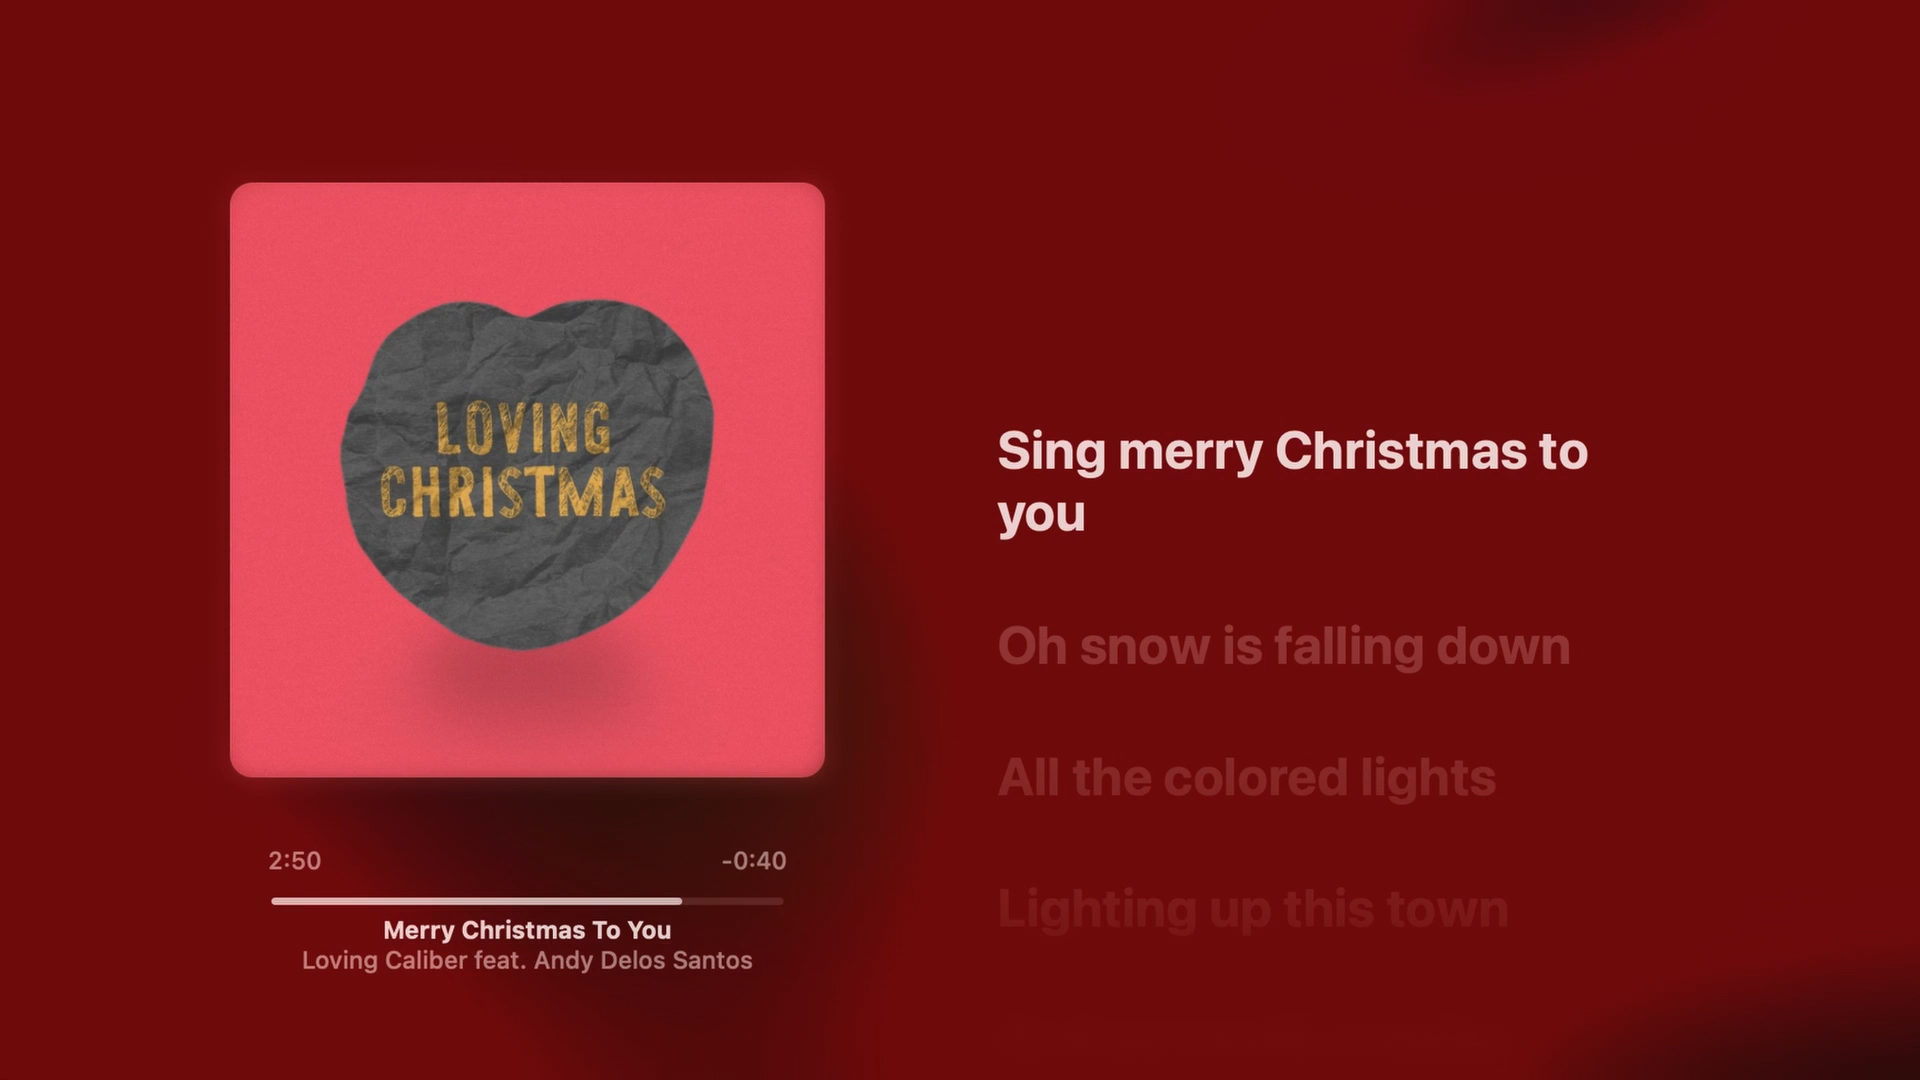 LOVING
CHRISTMAS
2:50
-0:40
Merry Christmas To You
Loving Caliber feat. Andy Delos Santos
Sing merry Christmas to
you
Oh snow is falling down
All the colored lights
Lighting up this town